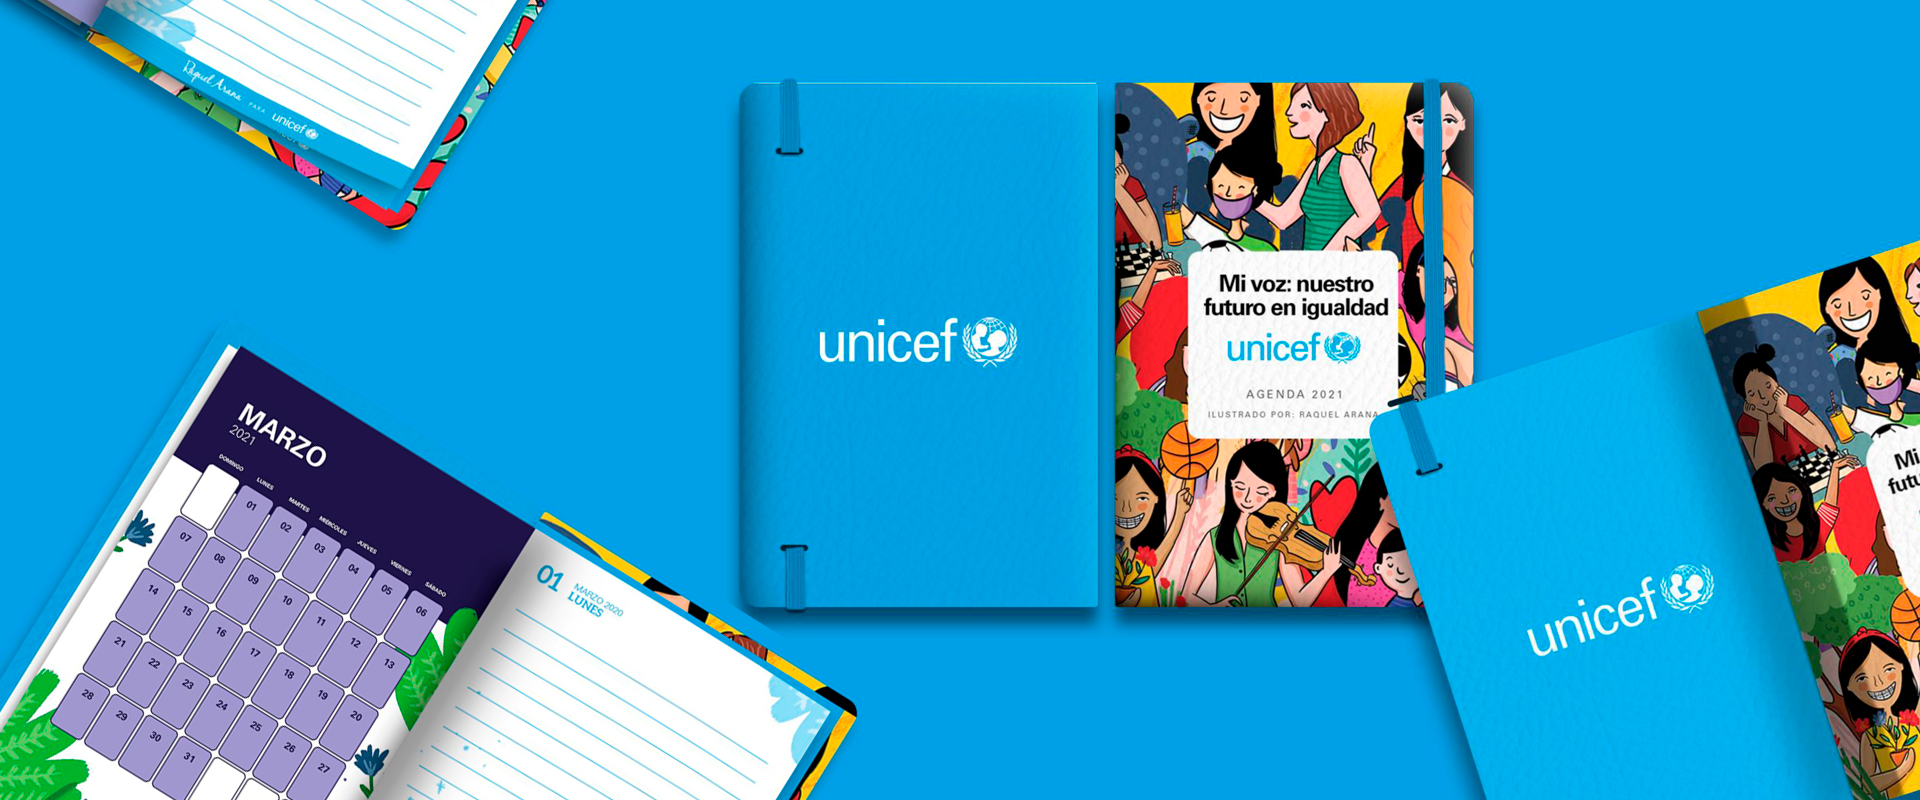 Raquel Arana PARA unicef
unicef
Mi voz: nuestro
futuro en igualdad
unicef
AGENDA 2021
ILUSTRADO POR: RAQUEL ARANA
MARZO
2021
DOMINGO LUNES MARTES MIÉRCOLES JUEVES VIERNES SÁBADO
01 02 03 04 05 06
07 08 09 10 11 12 13
14 15 16 17 18 19 20
21 22 23 24 25 26 27
28 29 30 31
01 MARZO 2020
LUNES
unicef
Mi
futu